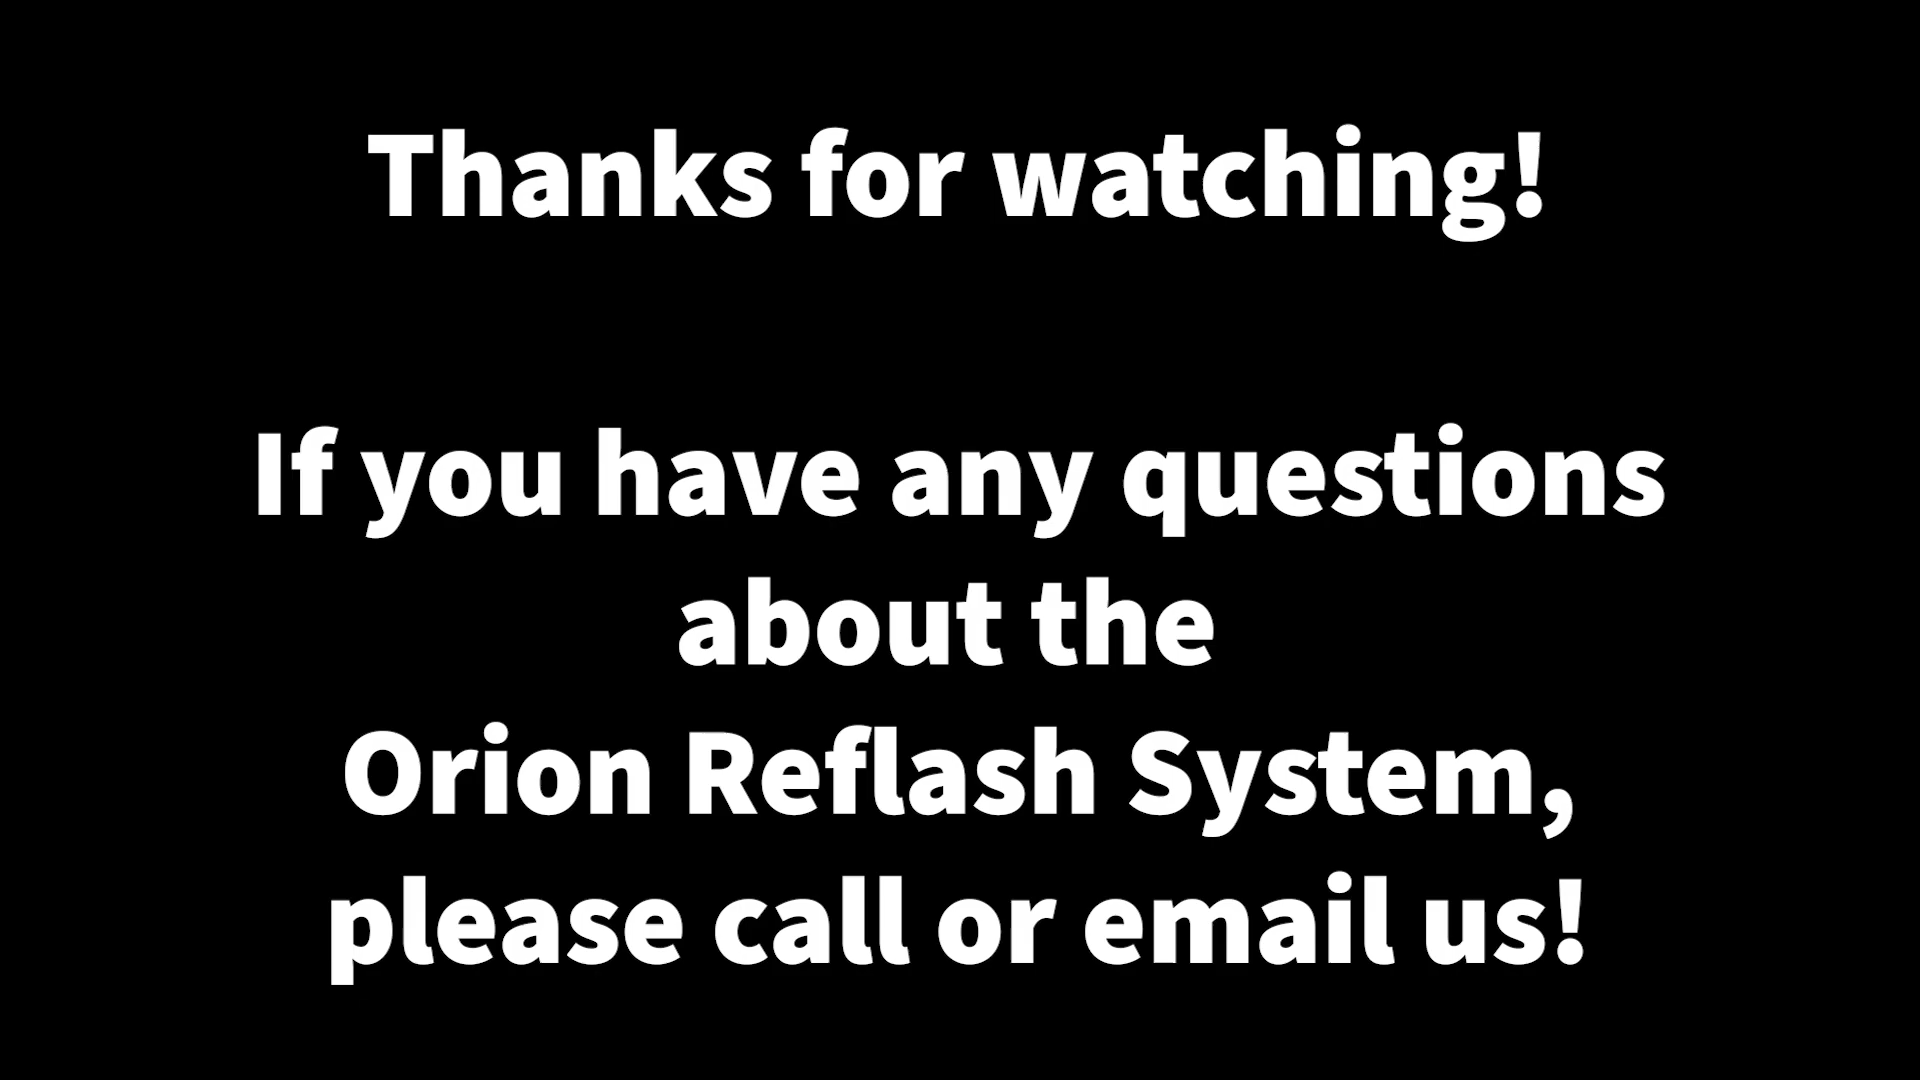 Thanks for watching!
If you have any questions
about the
Orion Reflash System,
please call or email us!